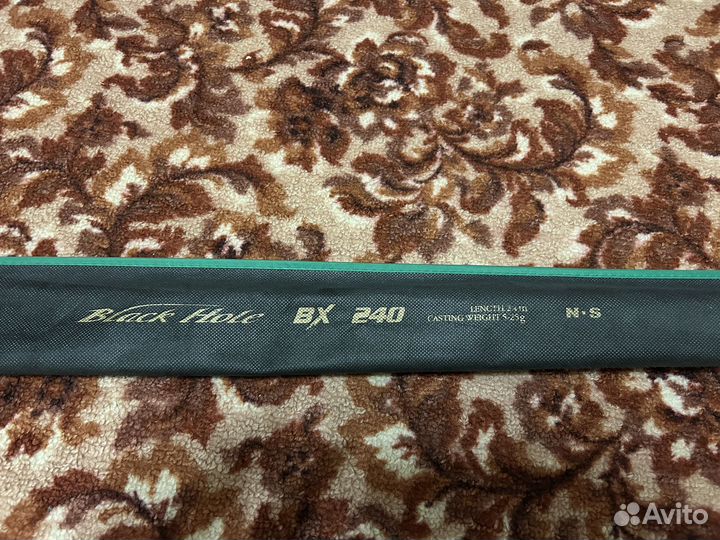 Black Hole BX 240 LENGTH 2.4m N·S
CASTING WEIGHT 5-25g
Avito